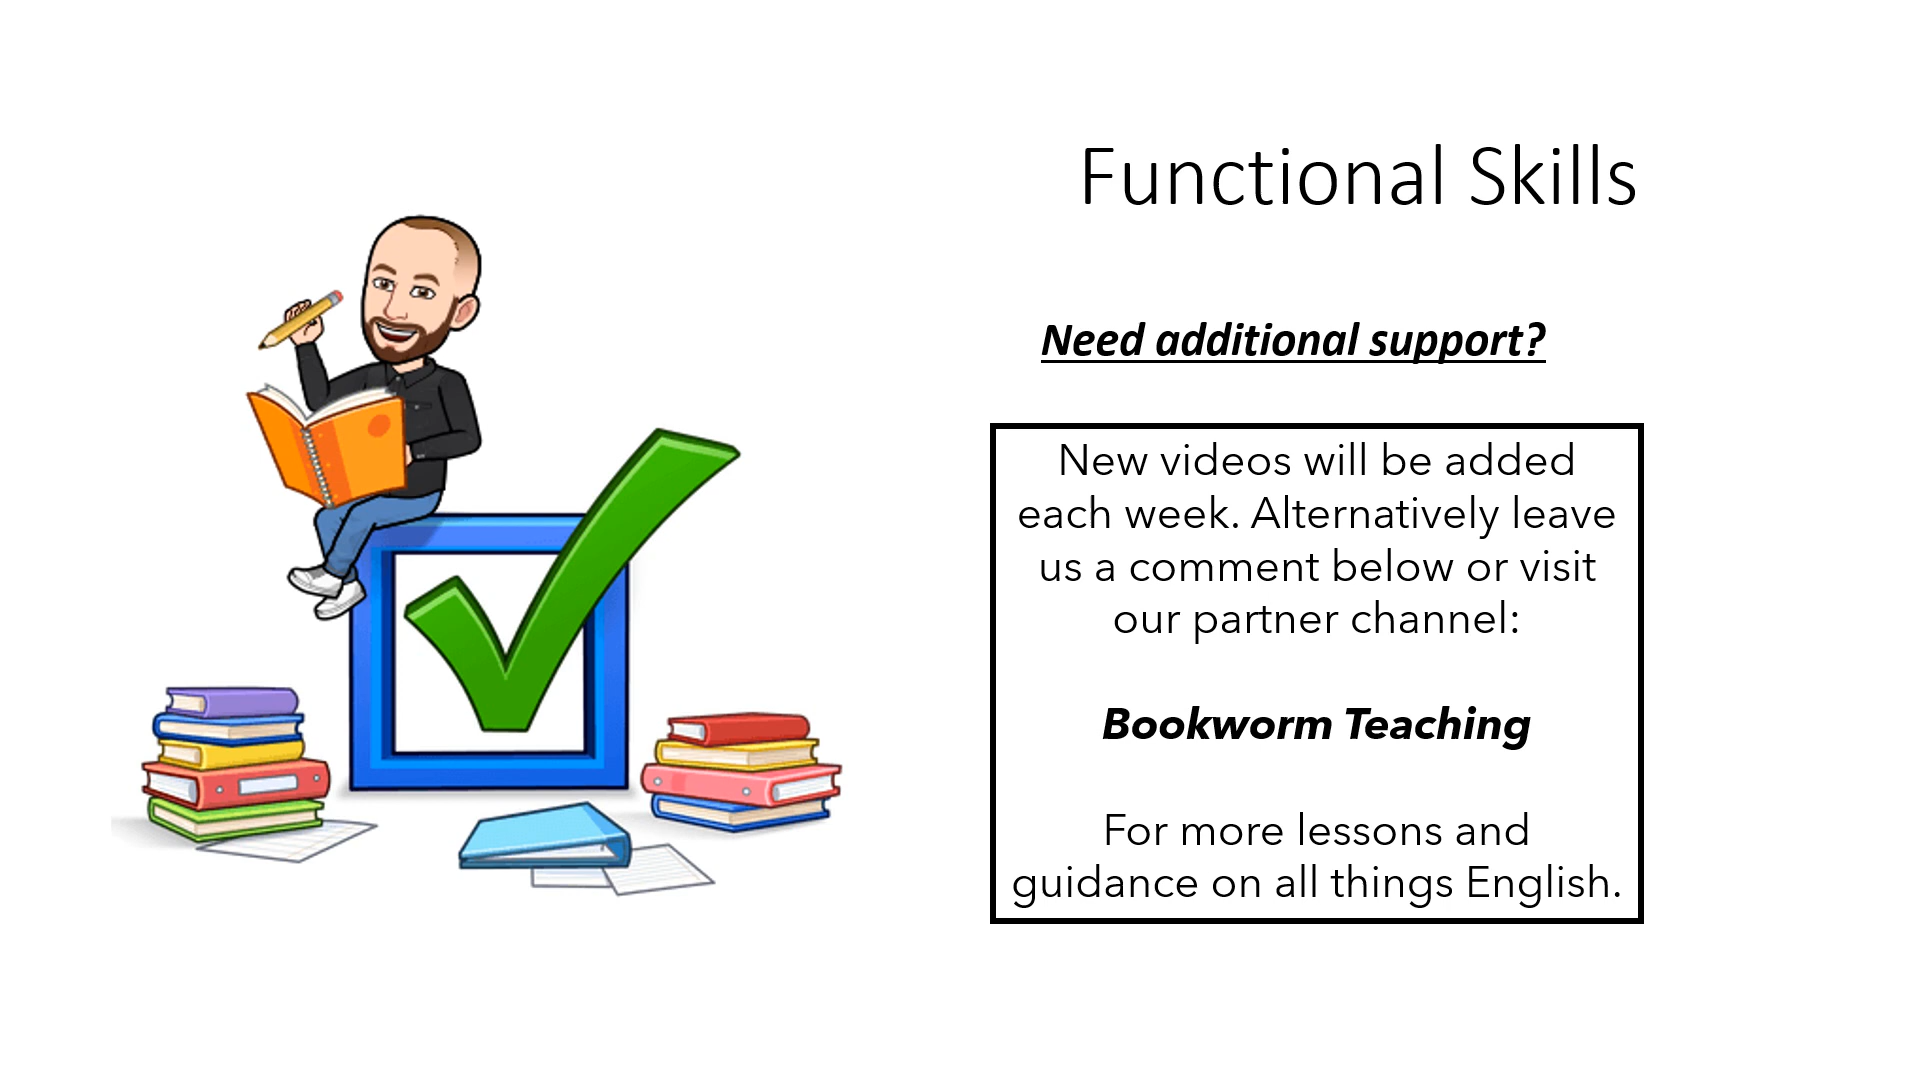 Functional Skills
Need additional support?
New videos will be added
each week. Alternatively leave
us a comment below or visit
our partner channel:
Bookworm Teaching
For more lessons and
guidance on all things English.